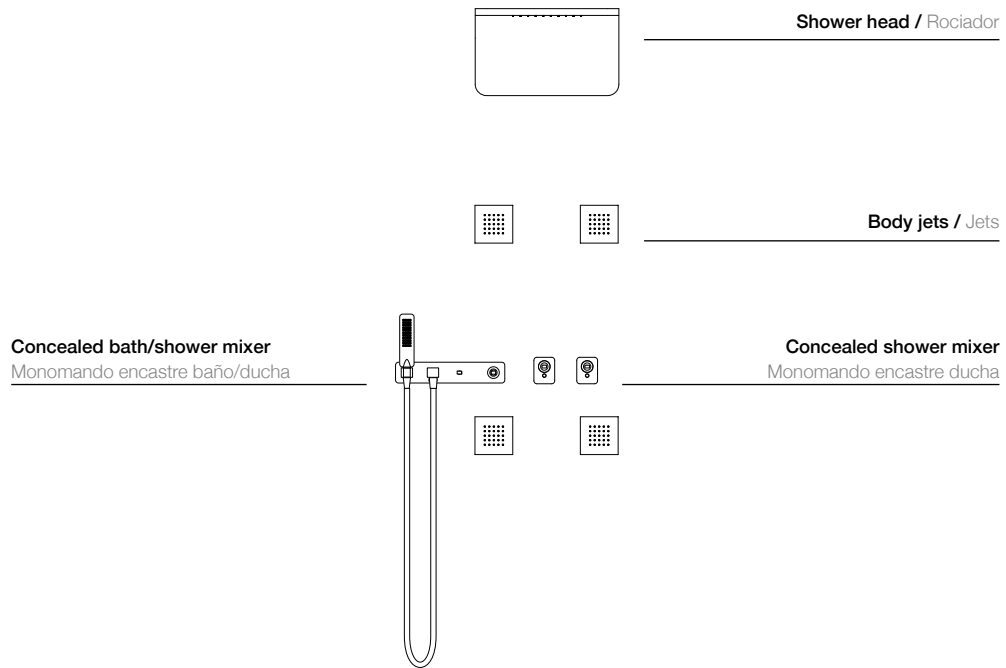 Shower head / Rociador
Body jets / Jets
Concealed bath/shower mixer
Monomando encastre baño/ducha
Concealed shower mixer
Monomando encastre ducha